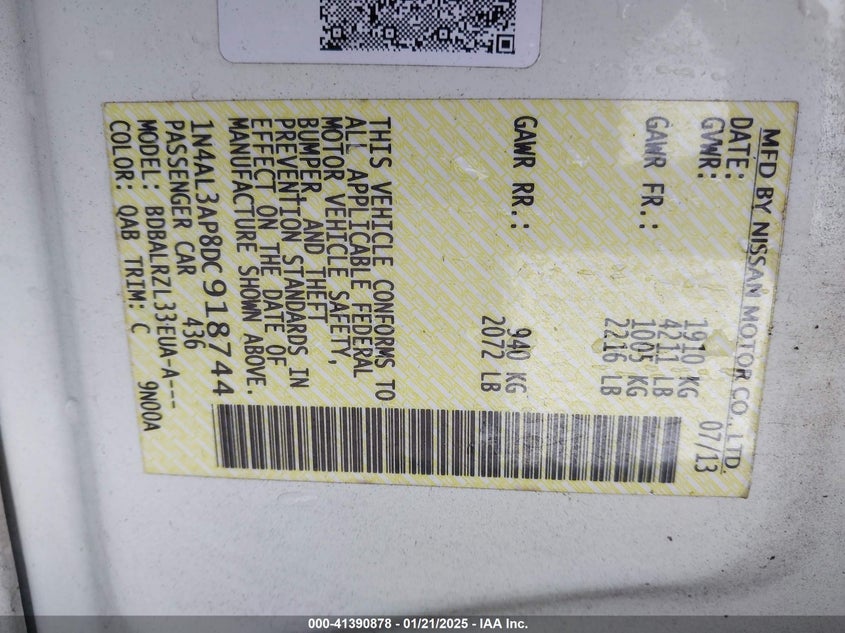 MFD BY NISSAN MOTOR CO., LTD.
DATE: 07/13
GVWR: 1910 KG
4211 LB
GAWR FR.: 1005 KG
2216 LB
GAWR RR.: 940 KG
2072 LB
THIS VEHICLE CONFORMS TO
ALL APPLICABLE FEDERAL
MOTOR VEHICLE SAFETY,
BUMPER AND THEFT
PREVENTION STANDARDS IN
EFFECT ON THE DATE OF
MANUFACTURE SHOWN ABOVE.
1N4AL3AP8DC918744
PASSENGER CAR 436
MODEL: BDBALRZL33EUA-A---
COLOR: QAB TRIM: C 9N00A
000-41390878 | 01/21/2025 | IAA Inc.